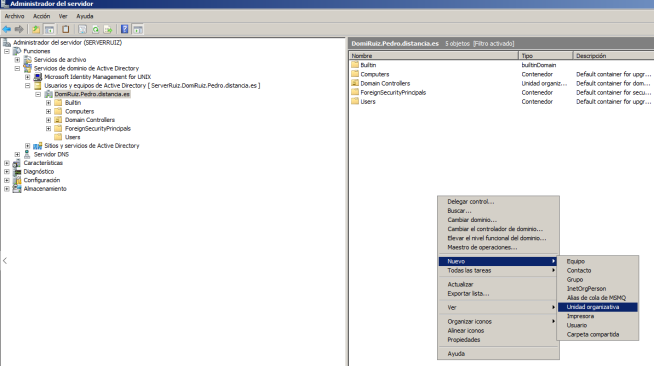 Administrador del servidor
Archivo Acción Ver Ayuda
Administrador del servidor (SERVERRUIZ)
Funciones
Servicios de archivo
Servicios de dominio de Active Directory
Microsoft Identity Management for UNIX
Usuarios y equipos de Active Directory [ ServerRuiz.DomiRuiz.Pedro.distancia.es ]
DomiRuiz.Pedro.distancia.es
Builtin
Computers
Domain Controllers
ForeignSecurityPrincipals
Users
Sitios y servicios de Active Directory
Servidor DNS
Características
Diagnóstico
Configuración
Almacenamiento
DomiRuiz.Pedro.distancia.es 5 objetos [Filtro activado]
Nombre Tipo Descripción
Builtin builtinDomain
Computers Contenedor Default container for upgr...
Domain Controllers Unidad organiz... Default container for dom...
ForeignSecurityPrincipals Contenedor Default container for secu...
Users Contenedor Default container for upgr...
Delegar control...
Buscar...
Cambiar dominio...
Cambiar el controlador de dominio...
Elevar el nivel funcional del dominio...
Maestro de operaciones...
Nuevo
Todas las tareas
Actualizar
Exportar lista...
Ver
Organizar iconos
Alinear iconos
Propiedades
Ayuda
Equipo
Contacto
Grupo
InetOrgPerson
Alias de cola de MSMQ
Unidad organizativa
Impresora
Usuario
Carpeta compartida